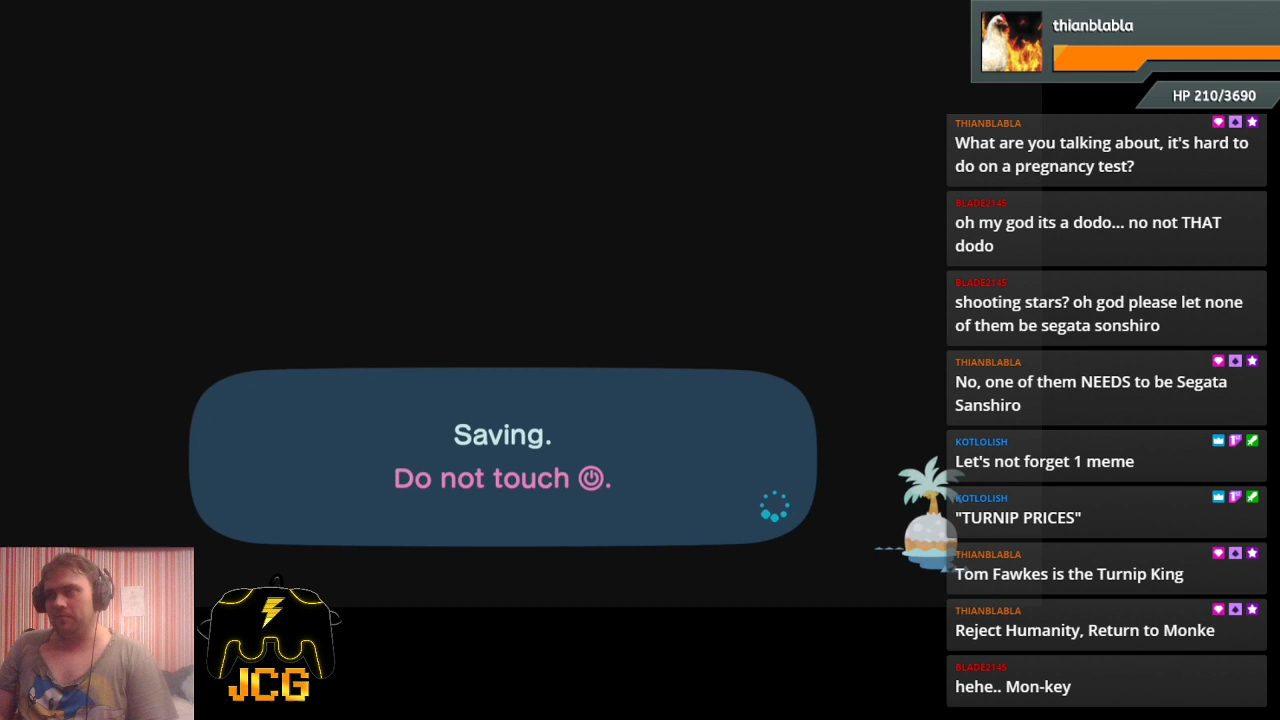 thianblabla
HP 210/3690
THIANBLABLA
What are you talking about, it's hard to
do on a pregnancy test?
BLADE2145
oh my god its a dodo... no not THAT
dodo
BLADE2145
shooting stars? oh god please let none
of them be segata sonshiro
THIANBLABLA
No, one of them NEEDS to be Segata
Sanshiro
KOTLOLISH
Let's not forget 1 meme
KOTLOLISH
"TURNIP PRICES"
THIANBLABLA
Tom Fawkes is the Turnip King
THIANBLABLA
Reject Humanity, Return to Monke
BLADE2145
hehe.. Mon-key
Saving.
Do not touch ⏻.
JCG